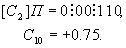 [C₂]Π = 0⋮00⋮110,
C₁₀ = +0.75.